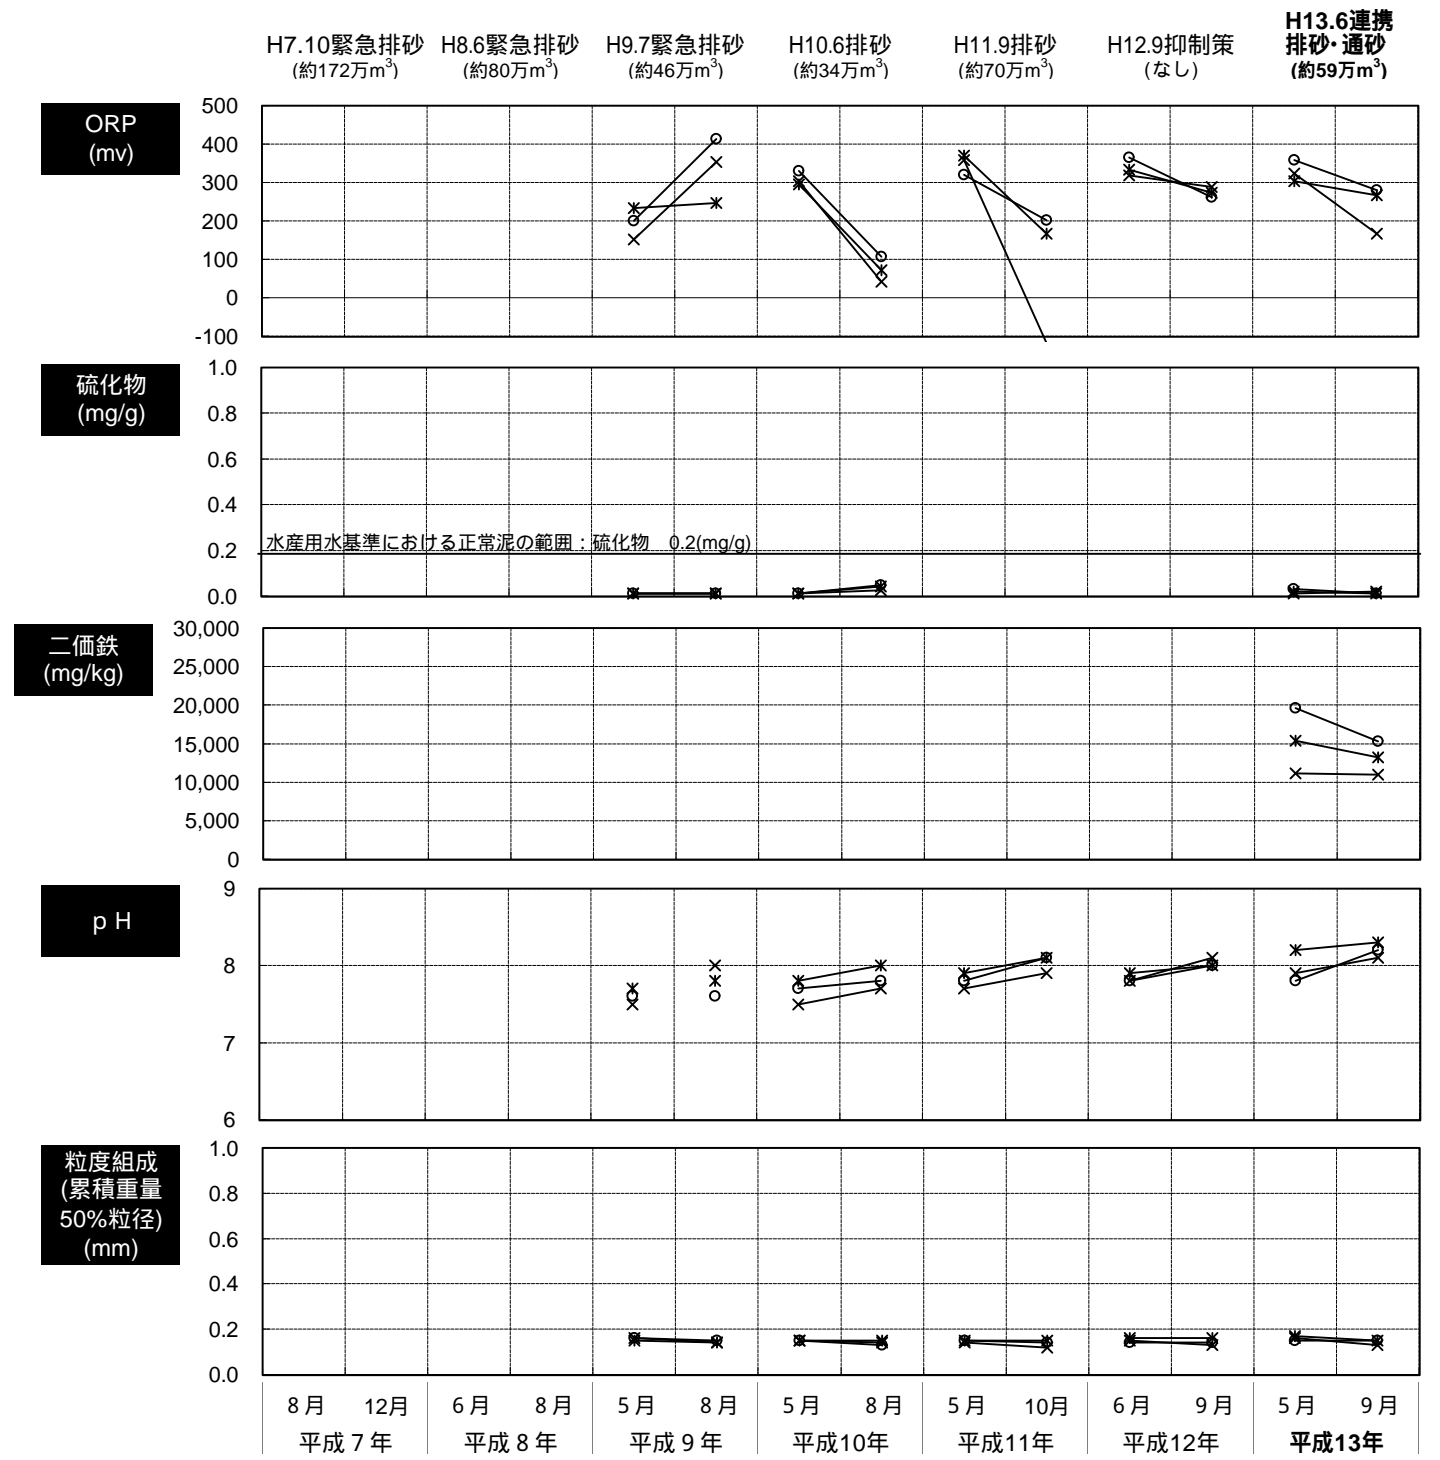 H13.6連携
H7.10緊急排砂 H8.6緊急排砂 H9.7緊急排砂 H10.6排砂 H11.9排砂 H12.9抑制策 排砂・通砂
(約172万m³) (約80万m³) (約46万m³) (約34万m³) (約70万m³) (なし) (約59万m³)
ORP
(mv)
500
400
300
200
100
0
-100
硫化物
(mg/g)
1.0
0.8
0.6
0.4
0.2
0.0
水産用水基準における正常泥の範囲：硫化物　0.2(mg/g)
二価鉄
(mg/kg)
30,000
25,000
20,000
15,000
10,000
5,000
0
ｐH
9
8
7
6
粒度組成
(累積重量
50%粒径)
(mm)
1.0
0.8
0.6
0.4
0.2
0.0
8月 12月 6月 8月 5月 8月 5月 8月 5月 10月 6月 9月 5月 9月
平成7年 平成8年 平成9年 平成10年 平成11年 平成12年 平成13年